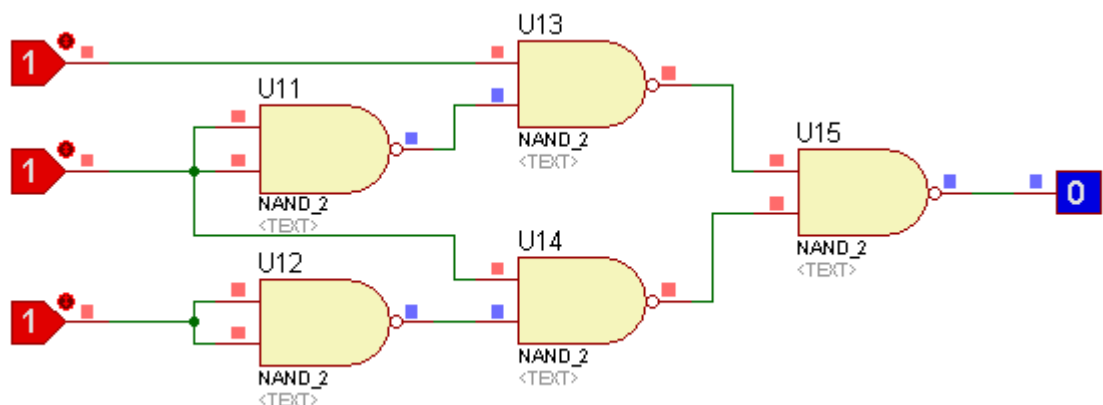 U13
1
U11
NAND_2
<TEXT>
U15
1
0
NAND_2
<TEXT>
U14
NAND_2
<TEXT>
U12
1
NAND_2
<TEXT>
NAND_2
<TEXT>